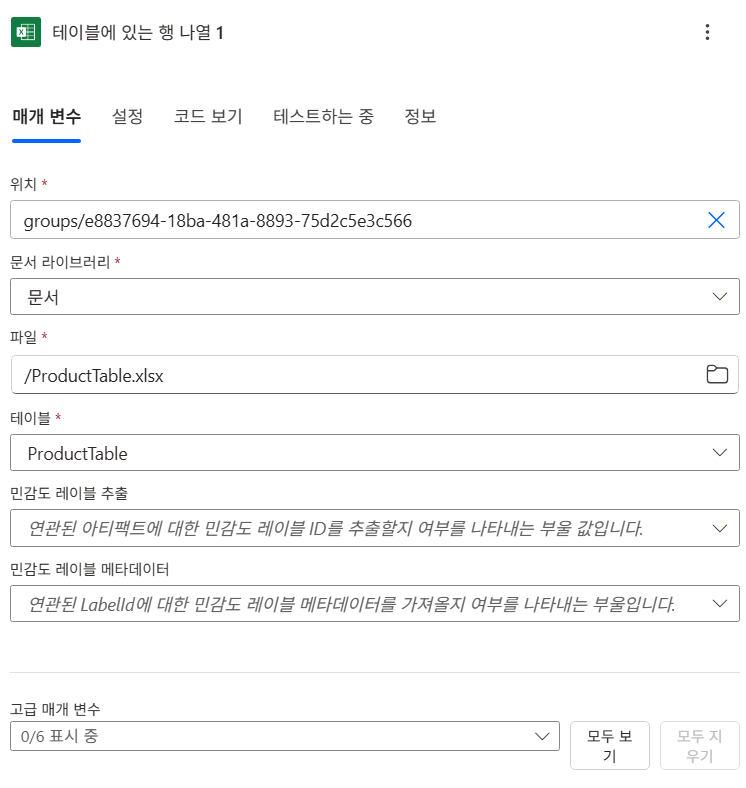 테이블에 있는 행 나열 1
매개 변수 설정 코드 보기 테스트하는 중 정보
위치 *
groups/e8837694-18ba-481a-8893-75d2c5e3c566
문서 라이브러리 *
문서
파일 *
/ProductTable.xlsx
테이블 *
ProductTable
민감도 레이블 추출
연관된 아티팩트에 대한 민감도 레이블 ID를 추출할지 여부를 나타내는 부울 값입니다.
민감도 레이블 메타데이터
연관된 LabelId에 대한 민감도 레이블 메타데이터를 가져올지 여부를 나타내는 부울입니다.
고급 매개 변수
0/6 표시 중
모두 보
기
모두 지
우기